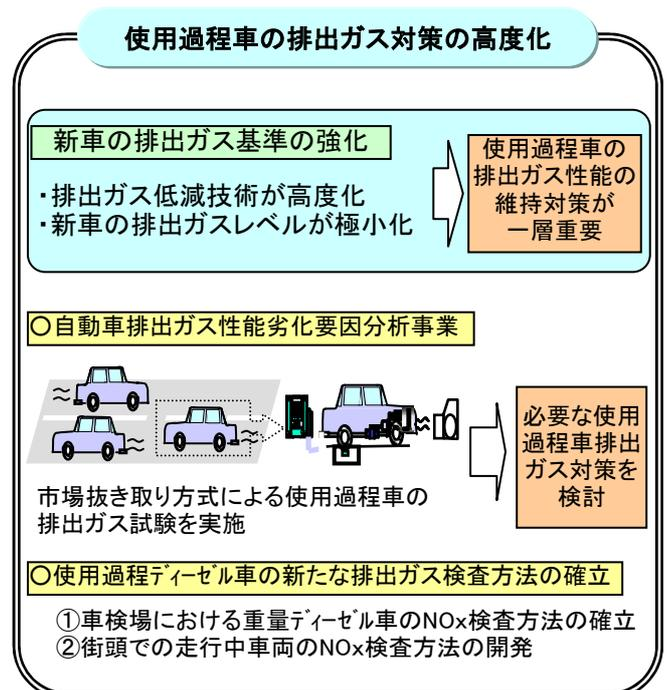 使用過程車の排出ガス対策の高度化
新車の排出ガス基準の強化
・排出ガス低減技術が高度化
・新車の排出ガスレベルが極小化
使用過程車の
排出ガス性能の
維持対策が
一層重要
○自動車排出ガス性能劣化要因分析事業
市場抜き取り方式による使用過程車の
排出ガス試験を実施
必要な使用
過程車排出
ガス対策を
検討
○使用過程ﾃﾞｨｰｾﾞﾙ車の新たな排出ガス検査方法の確立
①車検場における重量ﾃﾞｨｰｾﾞﾙ車のNOx検査方法の確立
②街頭での走行中車両のNOx検査方法の開発